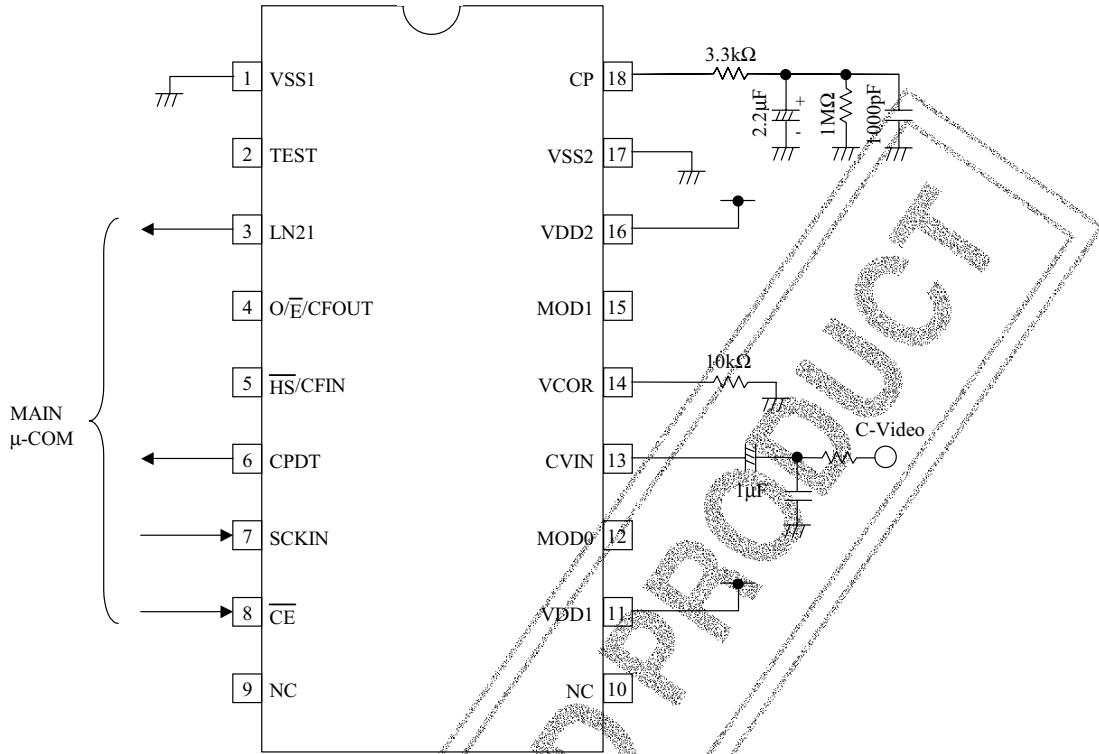 1 VSS1
2 TEST
3 LN21
4 O/E̅/CFOUT
5 H̅S̅/CFIN
6 CPDT
7 SCKIN
8 C̅E̅
9 NC
MAIN
μ-COM
CP 18
VSS2 17
VDD2 16
MOD1 15
VCOR 14
CVIN 13
MOD0 12
VDD1 11
NC 10
3.3kΩ
2.2μF
+
-
1MΩ
1000pF
10kΩ
C-Video
1μF
D PRODUCT